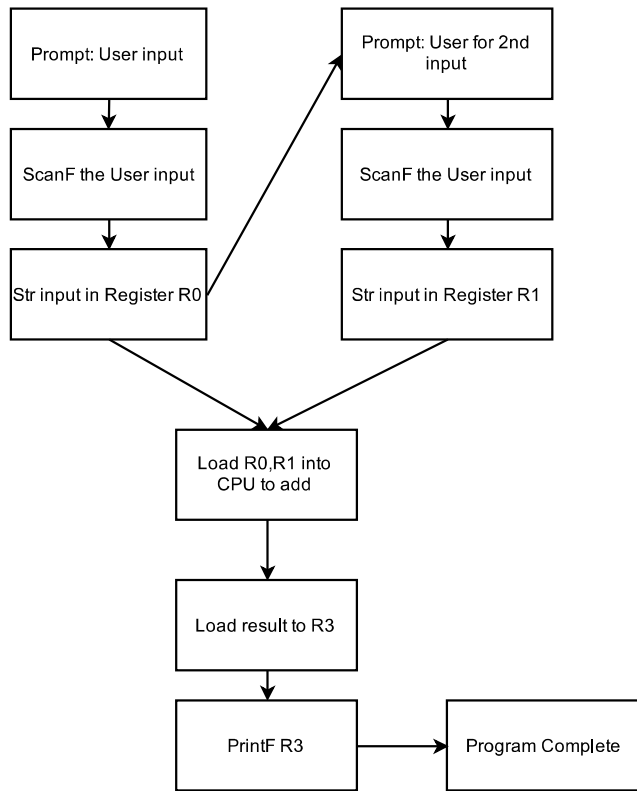 Prompt: User input
ScanF the User input
Str input in Register R0
Prompt: User for 2nd
input
ScanF the User input
Str input in Register R1
Load R0,R1 into
CPU to add
Load result to R3
PrintF R3
Program Complete